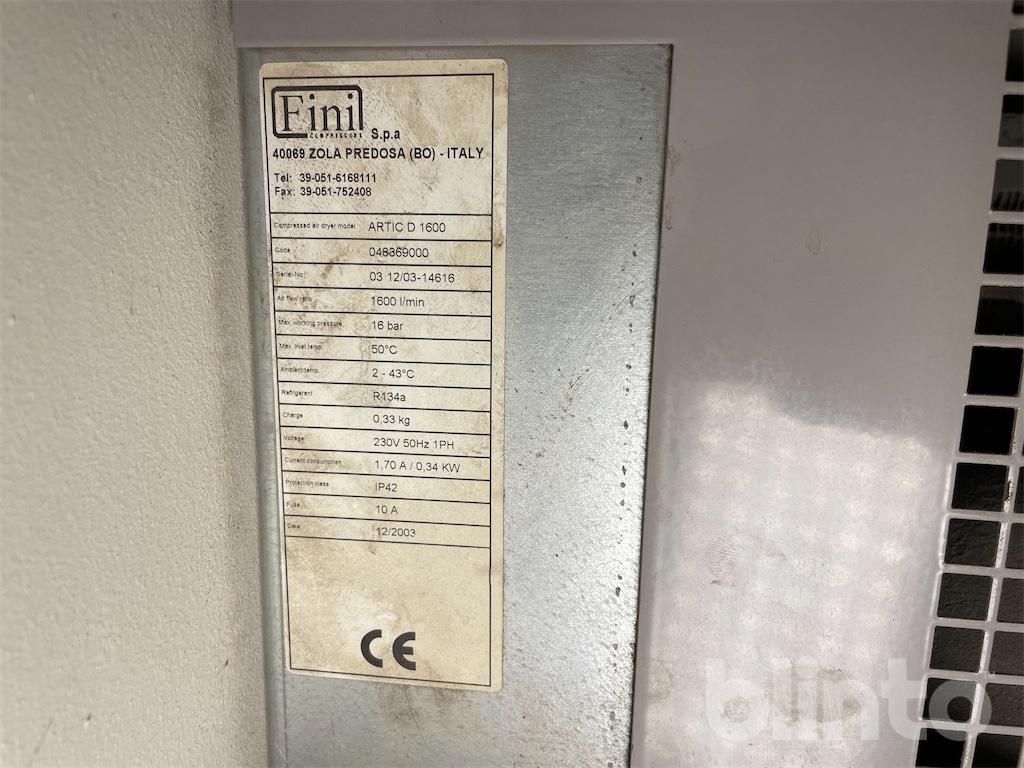 Fini
COMPRESSORS
S.p.a
40069 ZOLA PREDOSA (BO) - ITALY
Tel: 39-051-6168111
Fax: 39-051-752408
Compressed air dryer model ARTIC D 1600
Code 048369000
Serial-No. 03 12/03-14616
Air flow ratio 1600 l/min
Max. working pressure 16 bar
Max. inlet temp. 50°C
Ambient temp. 2 - 43°C
Refrigerant R134a
Charge 0,33 kg
Voltage 230V 50Hz 1PH
Current consumption 1,70 A / 0,34 KW
Protection class IP42
Fuse 10 A
Date 12/2003
CE
blinto